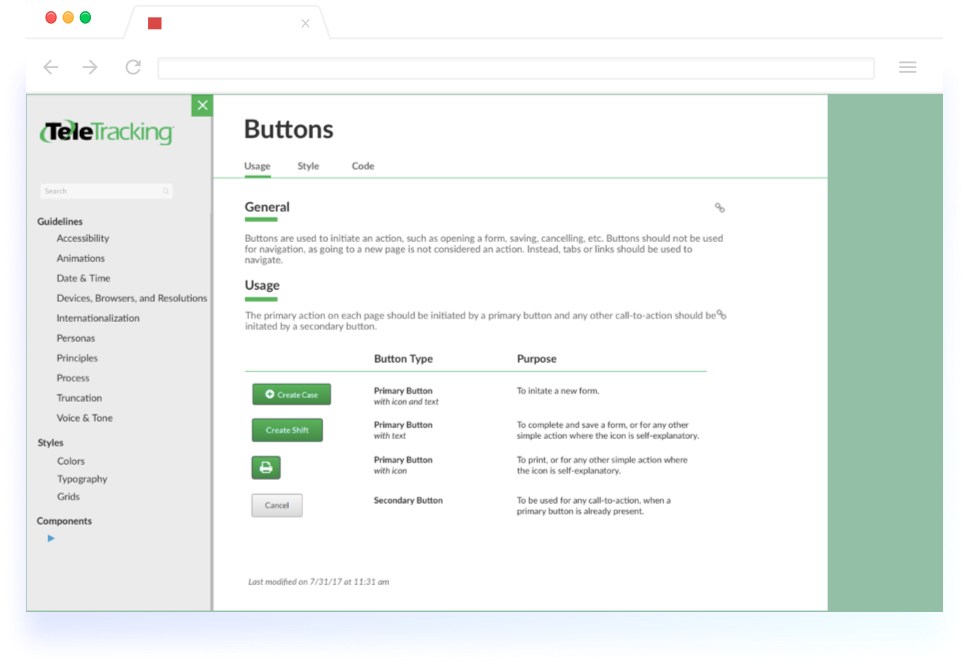 TeleTracking
Search
Guidelines
Accessibility
Animations
Date & Time
Devices, Browsers, and Resolutions
Internationalization
Personas
Principles
Process
Truncation
Voice & Tone
Styles
Colors
Typography
Grids
Components
Buttons
Usage Style Code
General
Buttons are used to initiate an action, such as opening a form, saving, cancelling, etc. Buttons should not be used
for navigation, as going to a new page is not considered an action. Instead, tabs or links should be used to
navigate.
Usage
The primary action on each page should be initiated by a primary button and any other call-to-action should be
initated by a secondary button.
Button Type Purpose
Create Case Primary Button To initate a new form.
with icon and text
Create Shift Primary Button To complete and save a form, or for any other
with text simple action where the icon is self-explanatory.
Primary Button To print, or for any other simple action where
with icon the icon is self-explanatory.
Cancel Secondary Button To be used for any call-to-action, when a
primary button is already present.
Last modified on 7/31/17 at 11:31 am